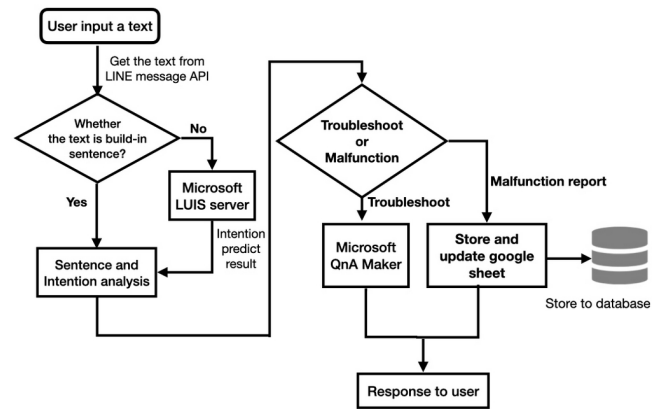 User input a text
Get the text from
LINE message API
Whether
the text is build-in
sentence?
No
Yes
Microsoft
LUIS server
Intention
predict
result
Sentence and
Intention analysis
Troubleshoot
or
Malfunction
Troubleshoot
Malfunction report
Microsoft
QnA Maker
Store and
update google
sheet
Store to database
Response to user